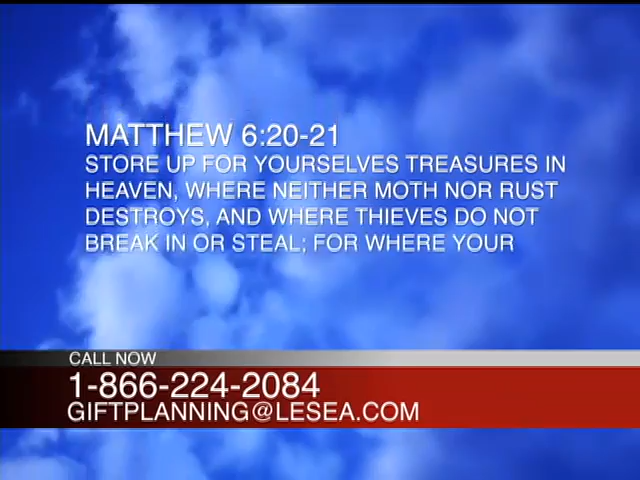 MATTHEW 6:20-21
STORE UP FOR YOURSELVES TREASURES IN
HEAVEN, WHERE NEITHER MOTH NOR RUST
DESTROYS, AND WHERE THIEVES DO NOT
BREAK IN OR STEAL; FOR WHERE YOUR
CALL NOW
1-866-224-2084
GIFTPLANNING@LESEA.COM